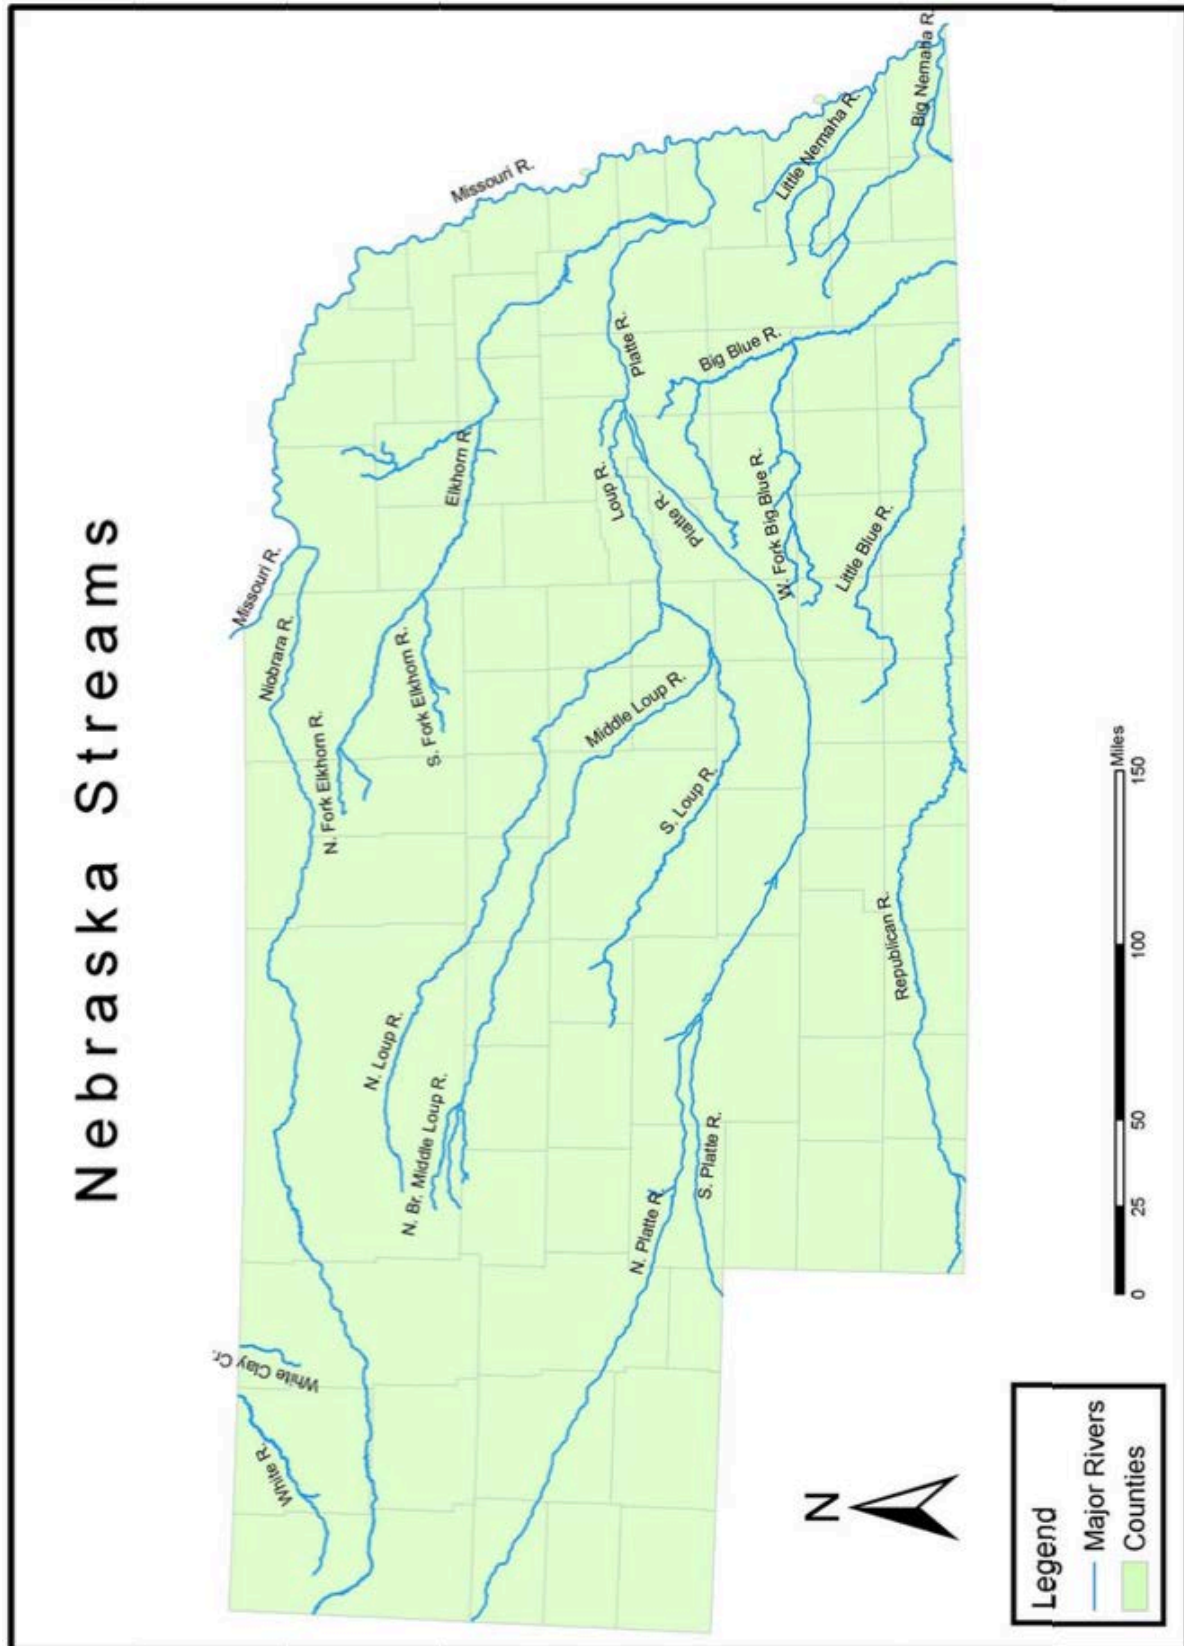 Nebraska Streams
Missouri R.
Niobrara R.
White Clay Cr.
White R.
N. Fork Elkhorn R.
S. Fork Elkhorn R.
Elkhorn R.
Missouri R.
N. Loup R.
N. Br. Middle Loup R.
Middle Loup R.
Loup R.
Platte R.
S. Loup R.
Platte R.
N. Platte R.
S. Platte R.
Big Blue R.
W. Fork Big Blue R.
Little Blue R.
Little Nemaha R.
Big Nemaha R.
Republican R.
N
Legend
Major Rivers
Counties
0 25 50 100 150
Miles